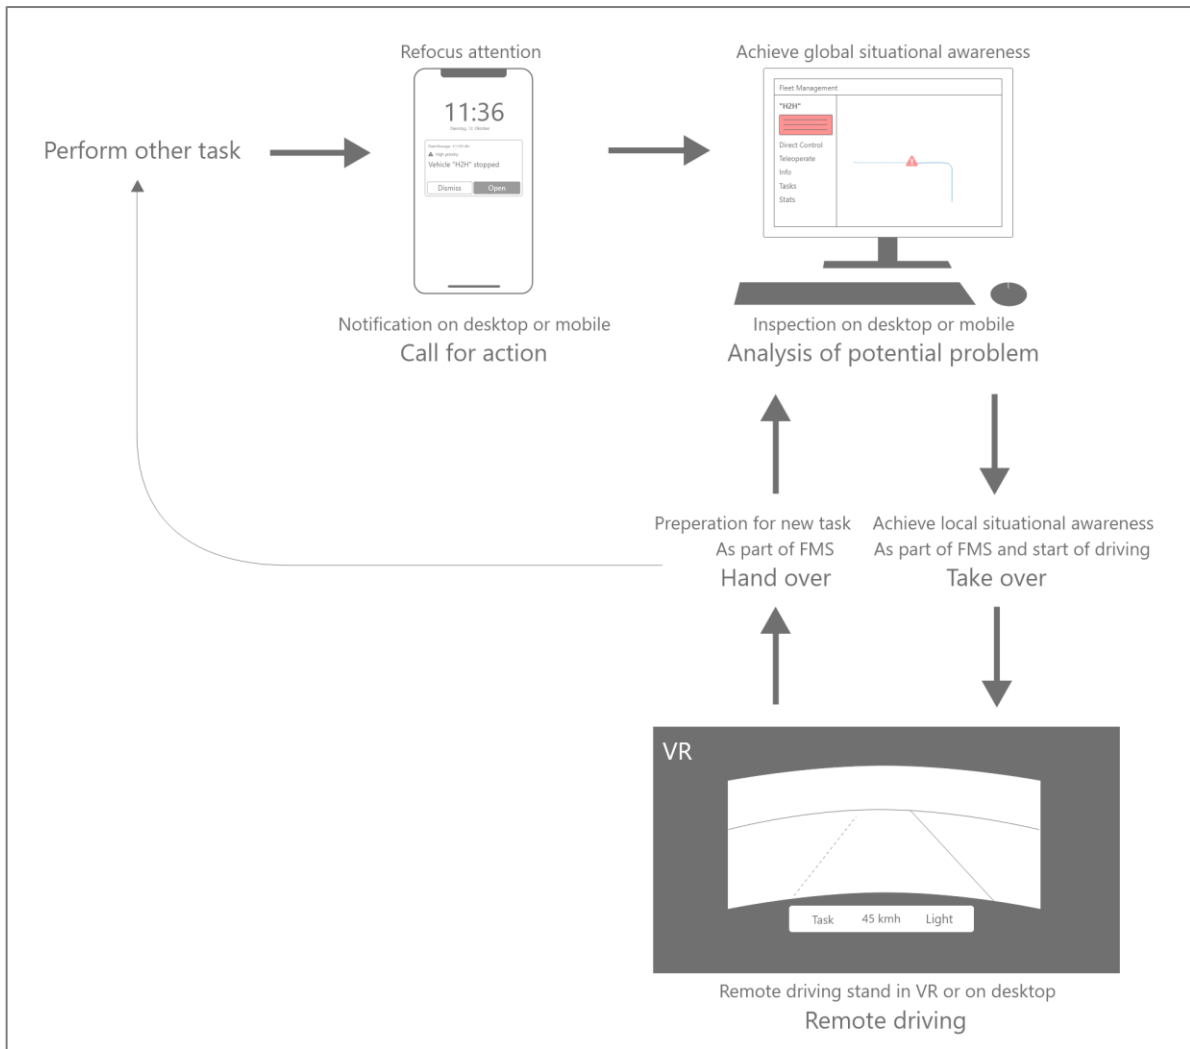 Refocus attention
Achieve global situational awareness
Perform other task
11:36
High priority
Vehicle "H2H" stopped
Dismiss
Open
Fleet Management
"H2H"
Direct Control
Teleoperate
Info
Tasks
Stats
Notification on desktop or mobile
Call for action
Inspection on desktop or mobile
Analysis of potential problem
Preperation for new task
As part of FMS
Hand over
Achieve local situational awareness
As part of FMS and start of driving
Take over
VR
Task
45 kmh
Light
Remote driving stand in VR or on desktop
Remote driving